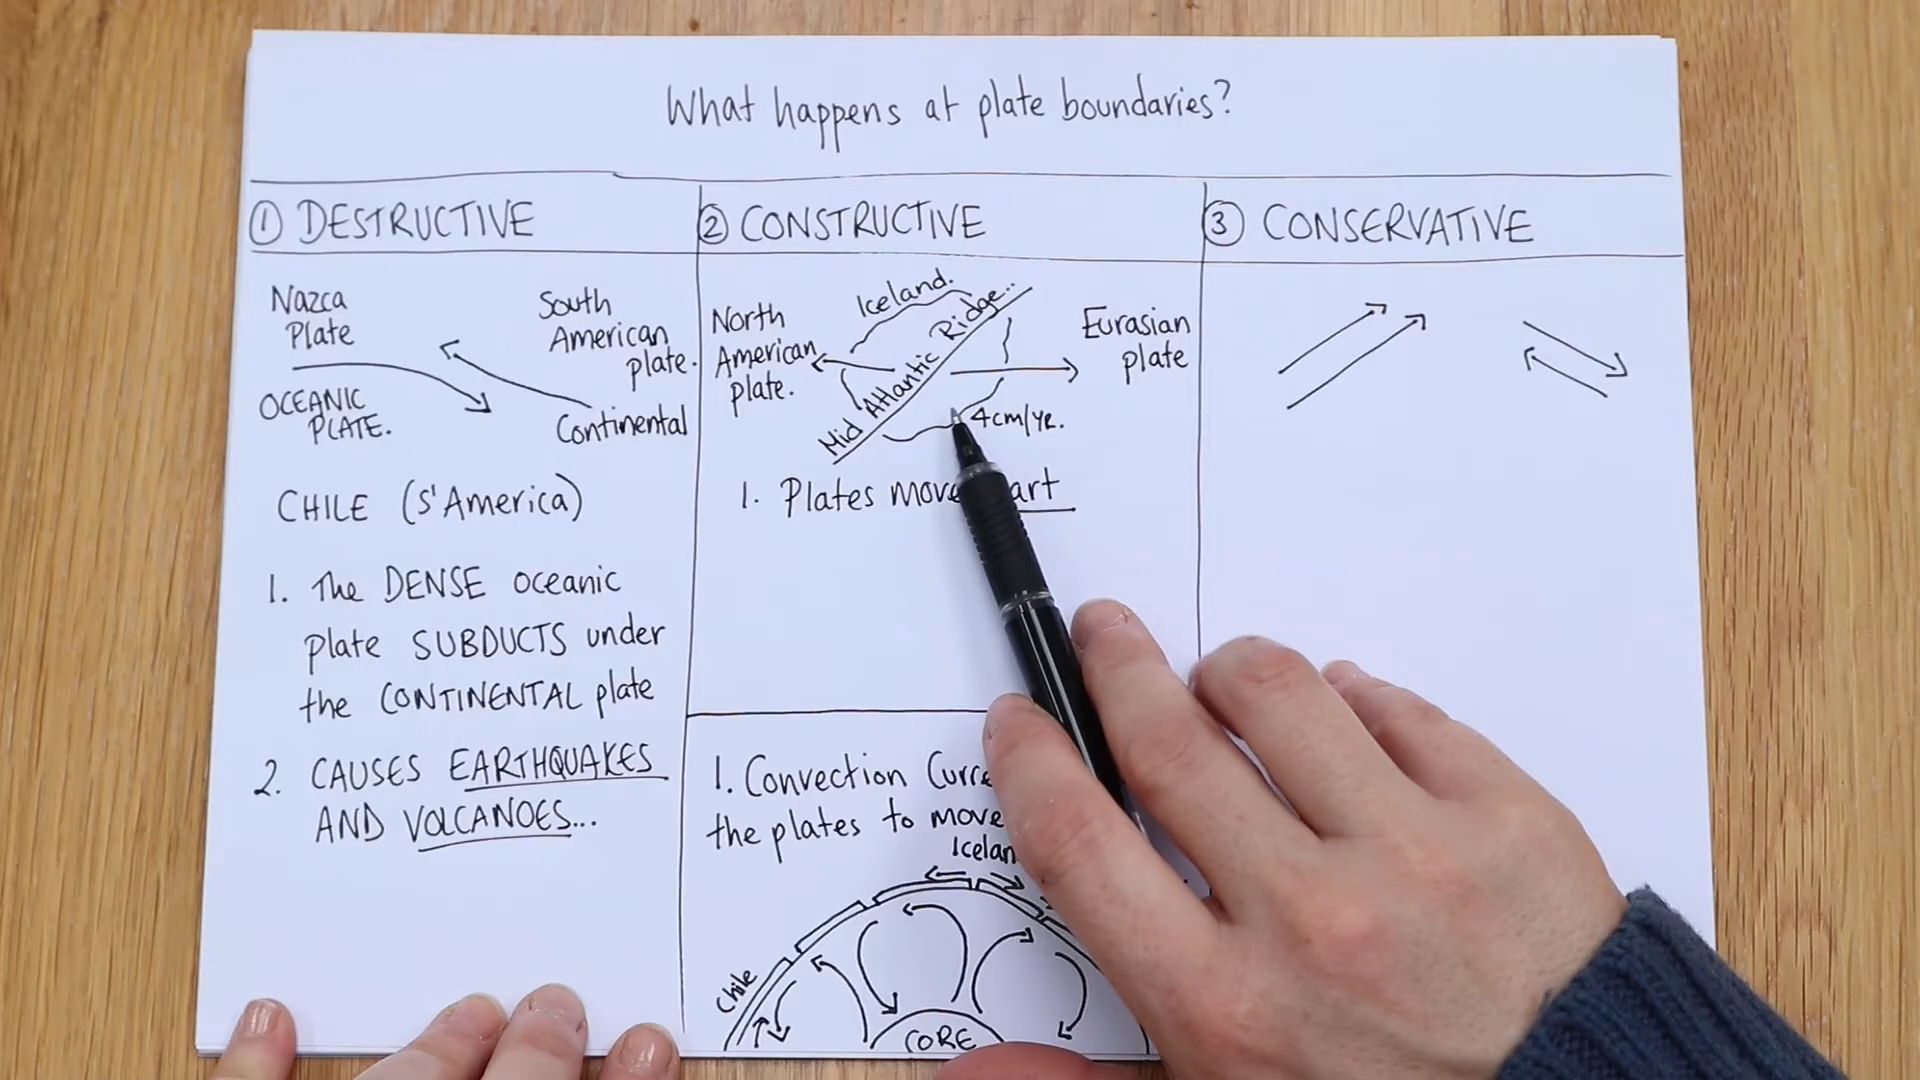 What happens at plate boundaries?
① DESTRUCTIVE
Nazca
Plate
South
American
plate.
OCEANIC
PLATE.
Continental
CHILE (S'America)
1. The DENSE oceanic
plate SUBDUCTS under
the CONTINENTAL plate
2. CAUSES EARTHQUAKES
AND VOLCANOES...
② CONSTRUCTIVE
Iceland.
North
American
plate.
Mid Atlantic Ridge..
Eurasian
plate
4cm/yr.
1. Plates move
1. Convection
the plates to move
Chile
CORE
③ CONSERVATIVE